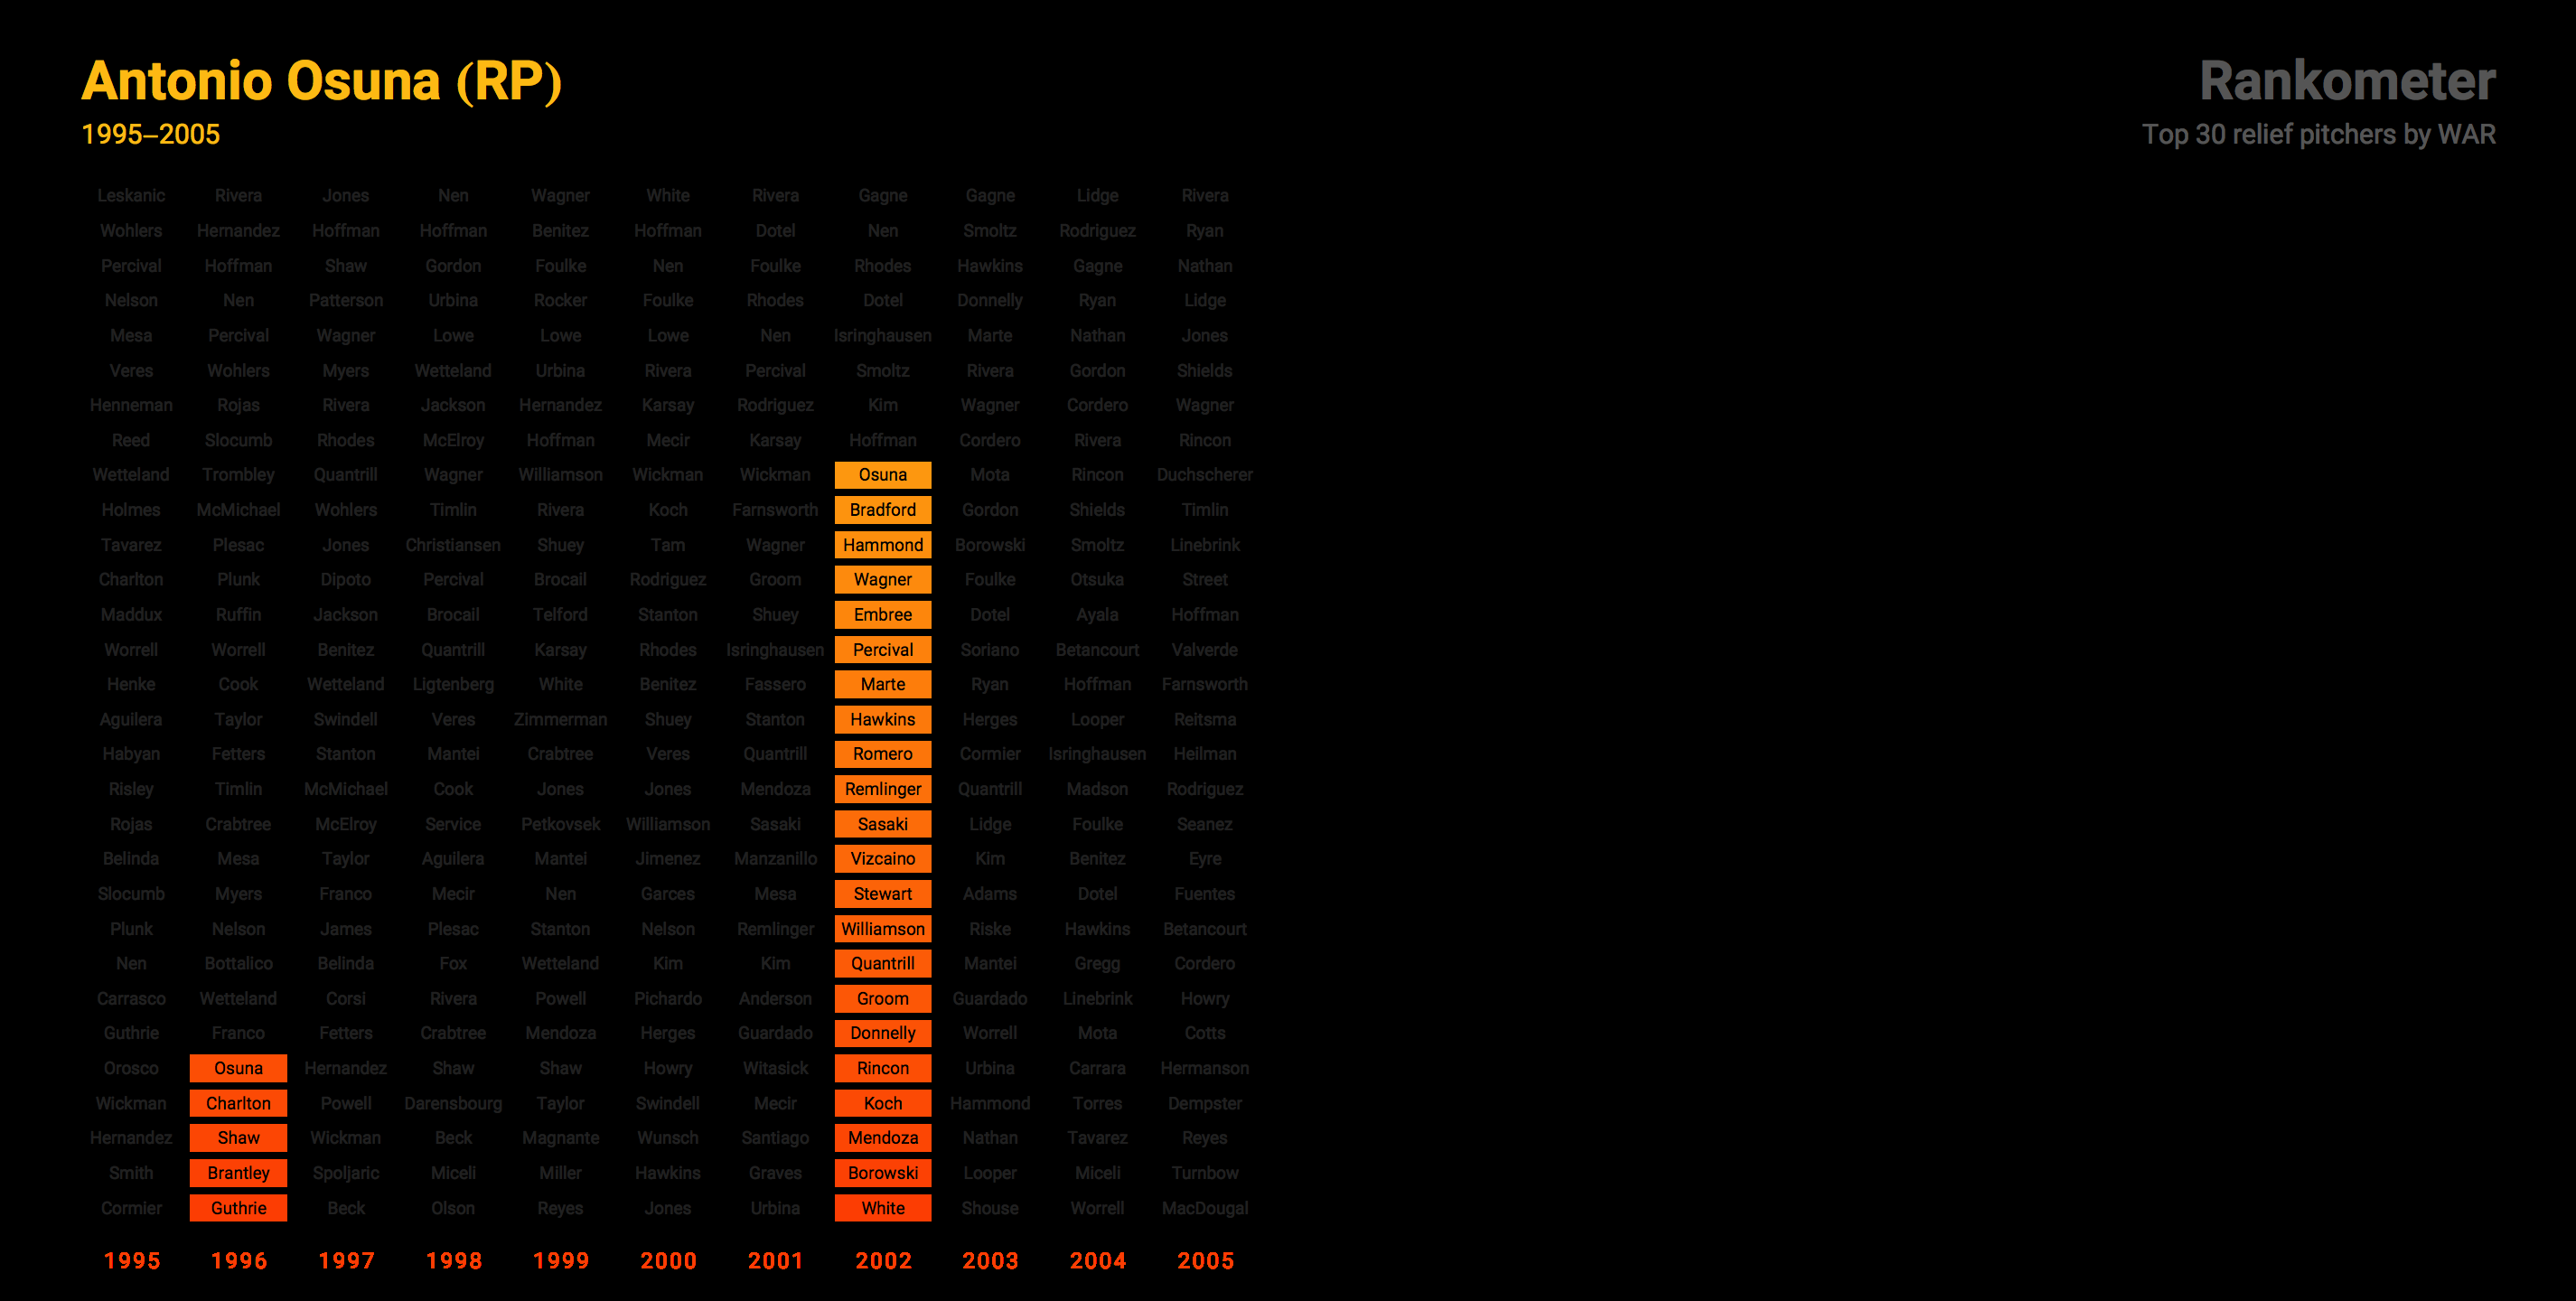 Antonio Osuna (RP)
1995–2005
Rankometer
Top 30 relief pitchers by WAR
Leskanic Rivera Jones Nen Wagner White Rivera Gagne Gagne Lidge Rivera
Wohlers Hernandez Hoffman Hoffman Benitez Hoffman Dotel Nen Smoltz Rodriguez Ryan
Percival Hoffman Shaw Gordon Foulke Nen Foulke Rhodes Hawkins Gagne Nathan
Nelson Nen Patterson Urbina Rocker Foulke Rhodes Dotel Donnelly Ryan Lidge
Mesa Percival Wagner Lowe Lowe Lowe Nen Isringhausen Marte Nathan Jones
Veres Wohlers Myers Wetteland Urbina Rivera Percival Smoltz Rivera Gordon Shields
Henneman Rojas Rivera Jackson Hernandez Karsay Rodriguez Kim Wagner Cordero Wagner
Reed Slocumb Rhodes McElroy Hoffman Mecir Karsay Hoffman Cordero Rivera Rincon
Wetteland Trombley Quantrill Wagner Williamson Wickman Wickman Osuna Mota Rincon Duchscherer
Holmes McMichael Wohlers Timlin Rivera Koch Farnsworth Bradford Gordon Shields Timlin
Tavarez Plesac Jones Christiansen Shuey Tam Wagner Hammond Borowski Smoltz Linebrink
Charlton Plunk Dipoto Percival Brocail Rodriguez Groom Wagner Foulke Otsuka Street
Maddux Ruffin Jackson Brocail Telford Stanton Shuey Embree Dotel Ayala Hoffman
Worrell Worrell Benitez Quantrill Karsay Rhodes Isringhausen Percival Soriano Betancourt Valverde
Henke Cook Wetteland Ligtenberg White Benitez Fassero Marte Ryan Hoffman Farnsworth
Aguilera Taylor Swindell Veres Zimmerman Shuey Stanton Hawkins Herges Looper Reitsma
Habyan Fetters Stanton Mantei Crabtree Veres Quantrill Romero Cormier Isringhausen Heilman
Risley Timlin McMichael Cook Jones Jones Mendoza Remlinger Quantrill Madson Rodriguez
Rojas Crabtree McElroy Service Petkovsek Williamson Sasaki Sasaki Lidge Foulke Seanez
Belinda Mesa Taylor Aguilera Mantei Jimenez Manzanillo Vizcaino Kim Benitez Eyre
Slocumb Myers Franco Mecir Nen Garces Mesa Stewart Adams Dotel Fuentes
Plunk Nelson James Plesac Stanton Nelson Remlinger Williamson Riske Hawkins Betancourt
Nen Bottalico Belinda Fox Wetteland Kim Kim Quantrill Mantei Gregg Cordero
Carrasco Wetteland Corsi Rivera Powell Pichardo Anderson Groom Guardado Linebrink Howry
Guthrie Franco Fetters Crabtree Mendoza Herges Guardado Donnelly Worrell Mota Cotts
Orosco Osuna Hernandez Shaw Shaw Howry Witasick Rincon Urbina Carrara Hermanson
Wickman Charlton Powell Darensbourg Taylor Swindell Mecir Koch Hammond Torres Dempster
Hernandez Shaw Wickman Beck Magnante Wunsch Santiago Mendoza Nathan Tavarez Reyes
Smith Brantley Spoljaric Miceli Miller Hawkins Graves Borowski Looper Miceli Turnbow
Cormier Guthrie Beck Olson Reyes Jones Urbina White Shouse Worrell MacDougal
1995 1996 1997 1998 1999 2000 2001 2002 2003 2004 2005